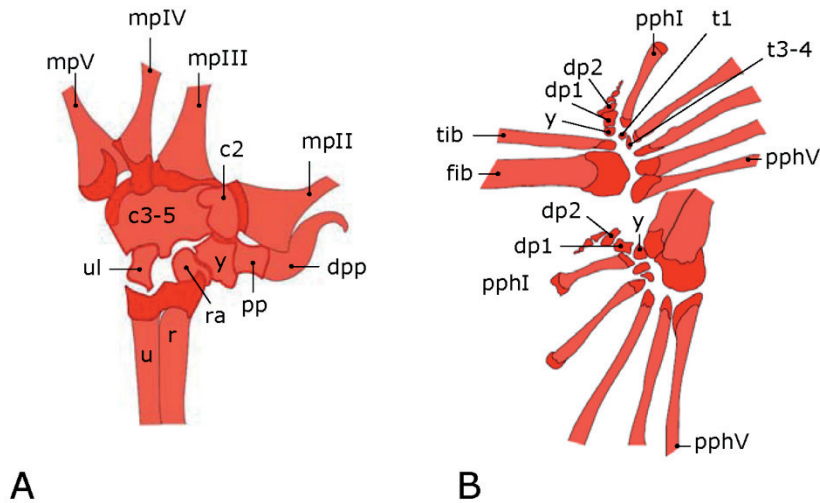 mpIV
mpV
mpIII
c2
mpII
c3-5
ul
y
ra
pp
dpp
u
r
A
pphI
t1
dp2
t3-4
dp1
y
tib
pphV
fib
dp2
y
dp1
pphI
pphV
B